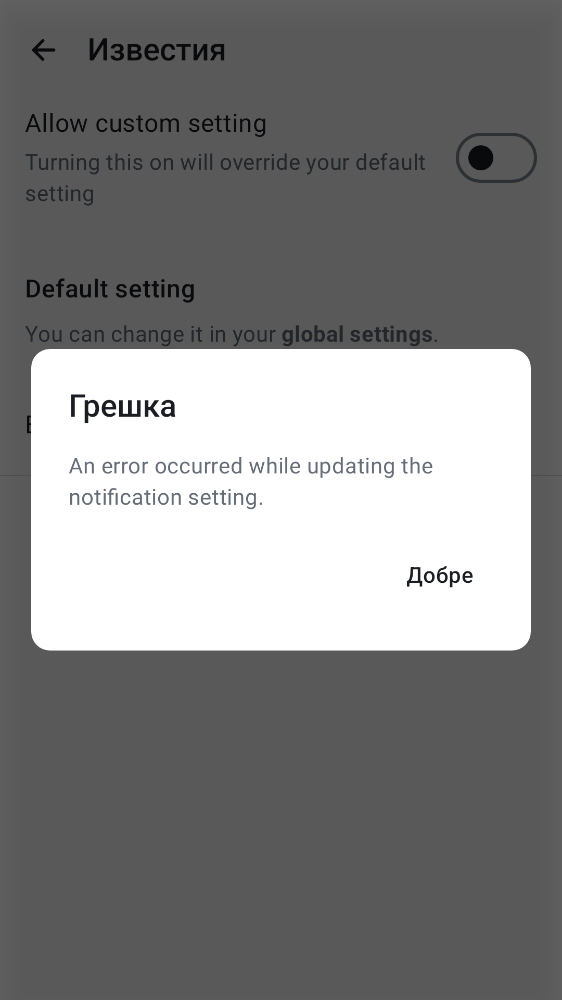 Известия
Allow custom setting
Turning this on will override your default
setting
Default setting
You can change it in your global settings.
Грешка
An error occurred while updating the
notification setting.
Добре